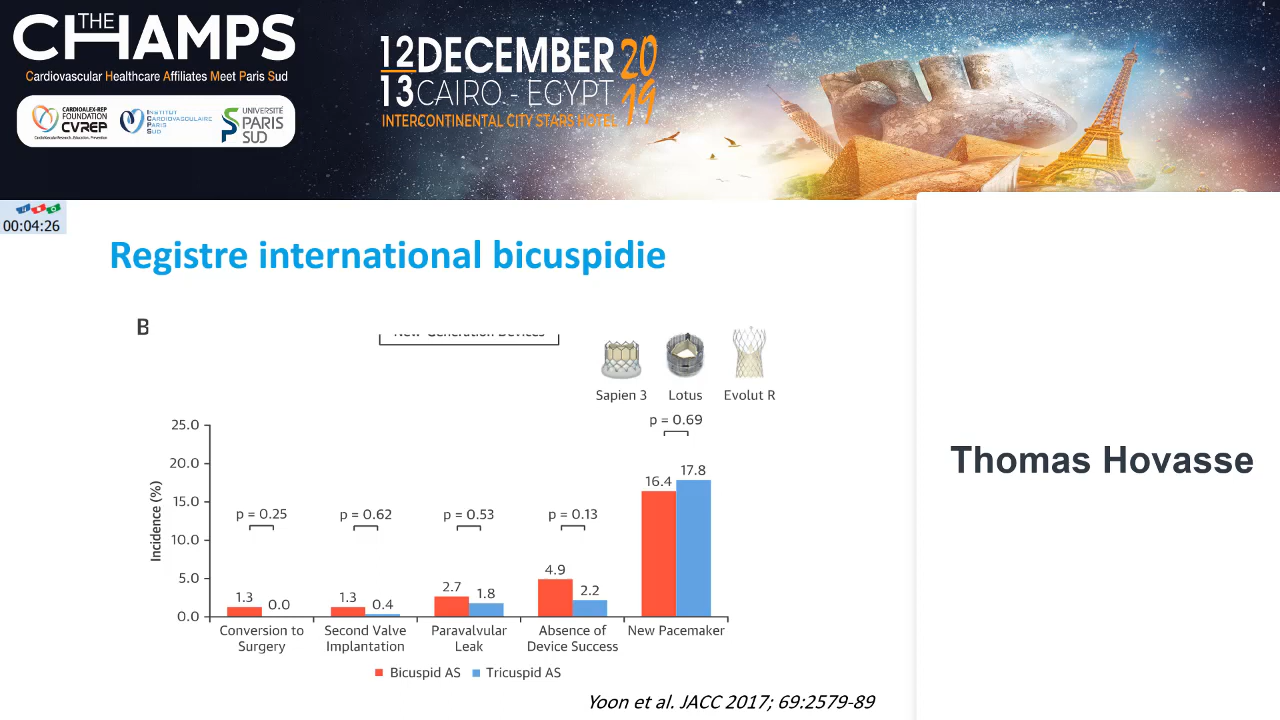 THE
CHAMPS
Cardiovascular Healthcare Affiliates Meet Paris Sud
CARDIOALEX-REP
FOUNDATION
CVREP
INSTITUT
CARDIOVASCULAIRE
PARIS
SUD
UNIVERSITÉ
PARIS
SUD
12 DECEMBER 20
13 CAIRO - EGYPT 19
INTERCONTINENTAL CITY STARS HOTEL
00:04:26
Registre international bicuspidie
B
New-Generation Devices
Sapien 3 Lotus Evolut R
p = 0.69
25.0
20.0
15.0
10.0
5.0
0.0
Incidence (%)
p = 0.25
p = 0.62
p = 0.53
p = 0.13
1.3 0.0
1.3 0.4
2.7 1.8
4.9 2.2
16.4 17.8
Conversion to
Surgery
Second Valve
Implantation
Paravalvular
Leak
Absence of
Device Success
New Pacemaker
Bicuspid AS Tricuspid AS
Yoon et al. JACC 2017; 69:2579-89
Thomas Hovasse